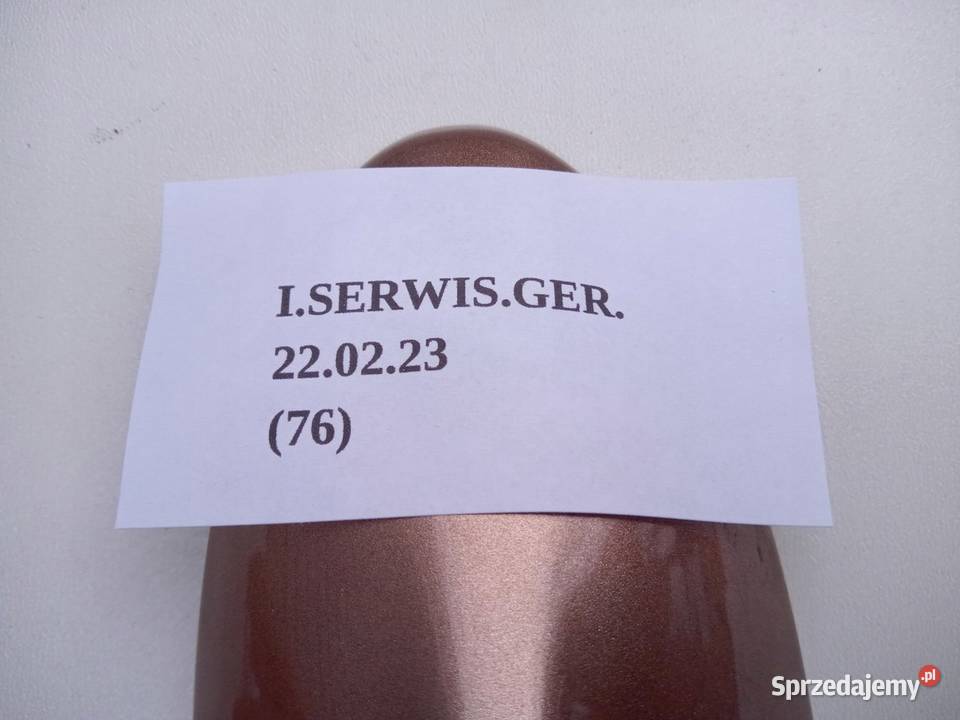 I.SERWIS.GER.
22.02.23
(76)
Sprzedajemy.pl